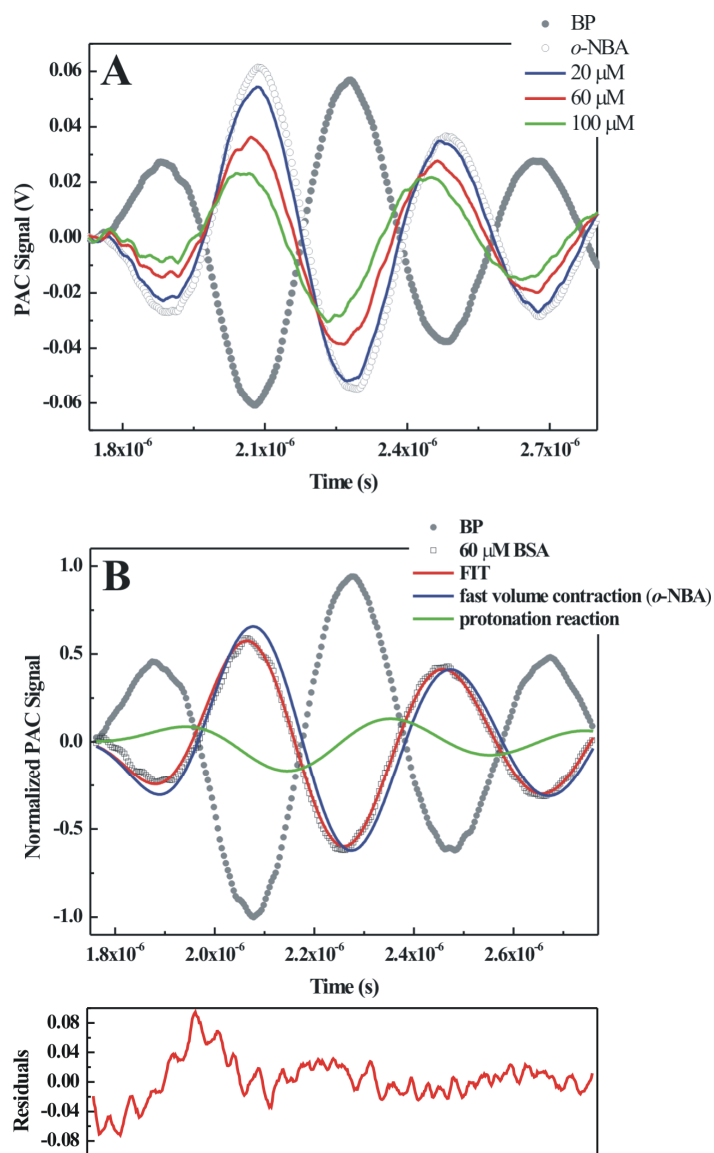 A
BP
o-NBA
20 µM
60 µM
100 µM
PAC Signal (V)
0.06
0.04
0.02
0.00
-0.02
-0.04
-0.06
1.8x10-6
2.1x10-6
2.4x10-6
2.7x10-6
Time (s)
B
BP
60 µM BSA
FIT
fast volume contraction (o-NBA)
protonation reaction
Normalized PAC Signal
1.0
0.5
0.0
-0.5
-1.0
1.8x10-6
2.0x10-6
2.2x10-6
2.4x10-6
2.6x10-6
Time (s)
Residuals
0.08
0.04
0.00
-0.04
-0.08